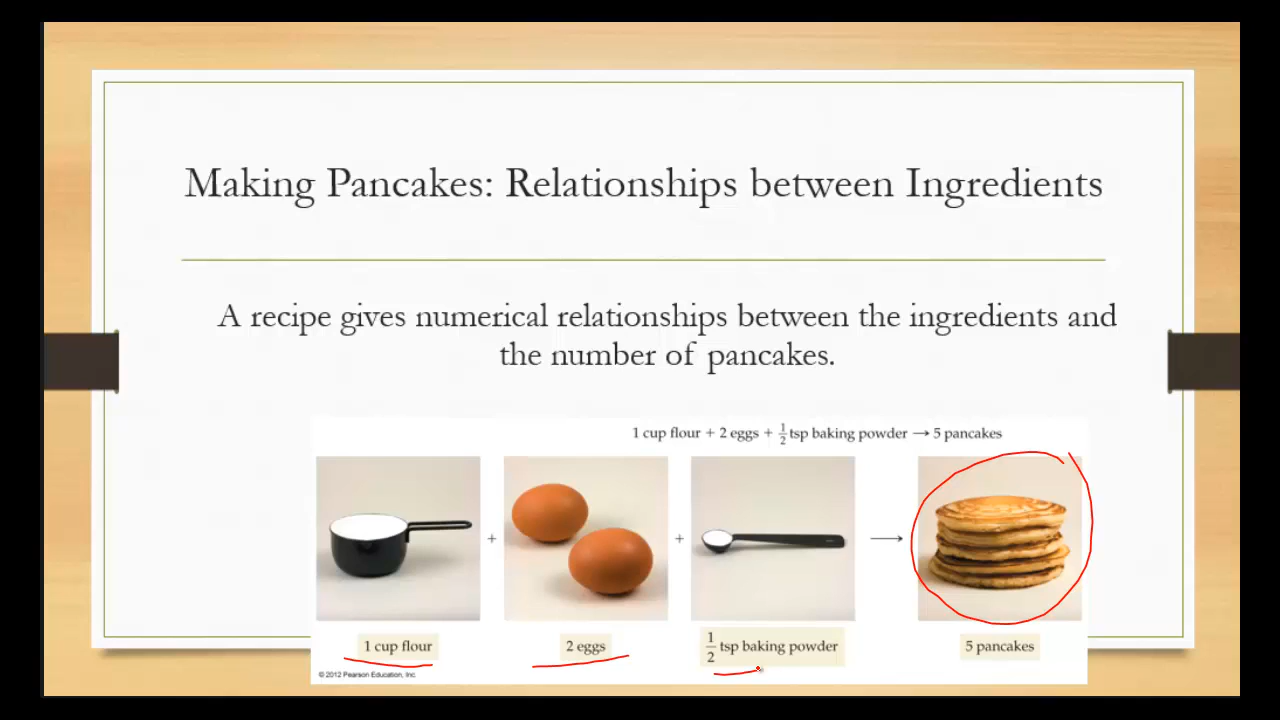 Making Pancakes: Relationships between Ingredients
A recipe gives numerical relationships between the ingredients and
the number of pancakes.
1 cup flour + 2 eggs + 1/2 tsp baking powder → 5 pancakes
+ + →
1 cup flour 2 eggs 1/2 tsp baking powder 5 pancakes
© 2012 Pearson Education, Inc.